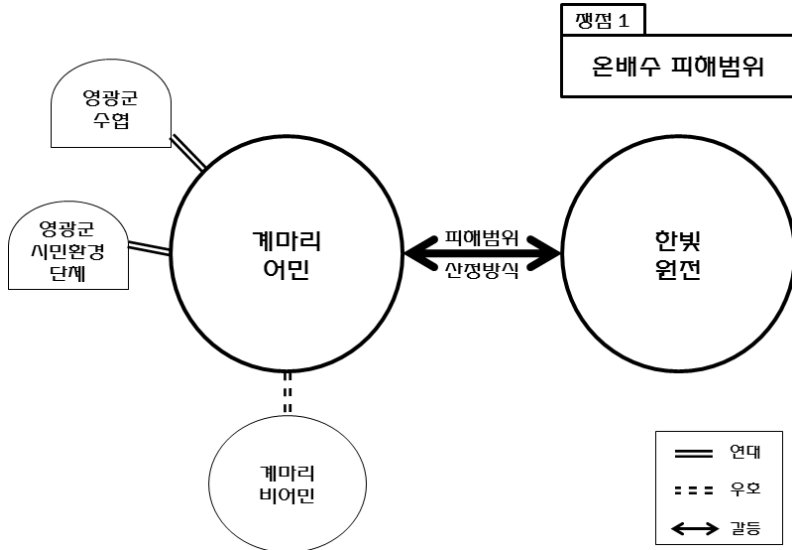 쟁점 1
온배수 피해범위
영광군
수협
영광군
시민환경
단체
계마리
어민
피해범위
산정방식
한빛
원전
계마리
비어민
연대
우호
갈등